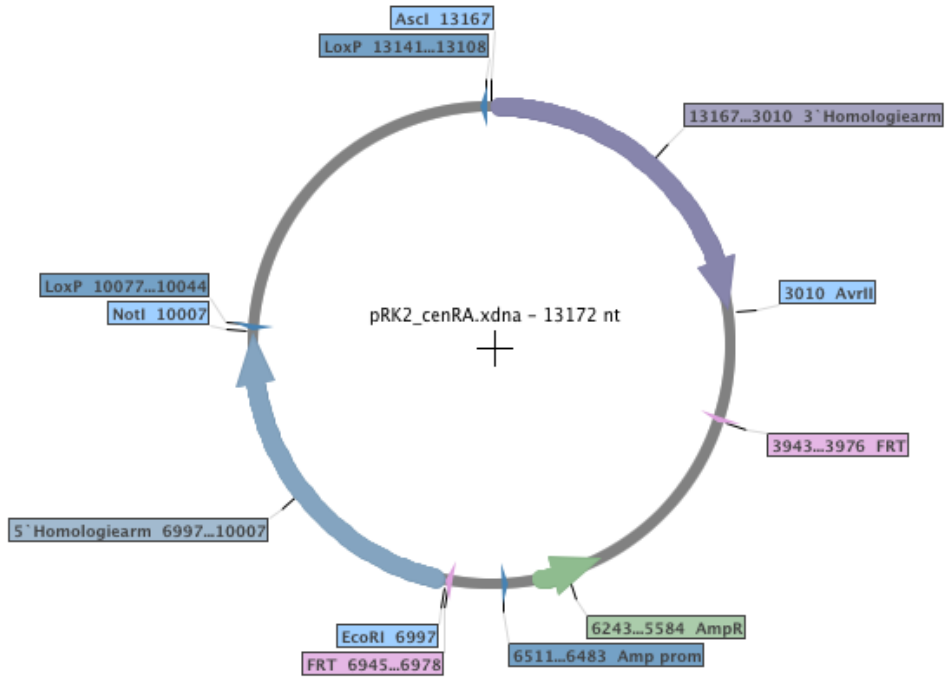 AscI 13167
LoxP 13141...13108
13167...3010 3`Homologiearm
LoxP 10077...10044
NotI 10007
3010 AvrII
pRK2_cenRA.xdna - 13172 nt
3943...3976 FRT
5`Homologiearm 6997...10007
EcoRI 6997
6243...5584 AmpR
FRT 6945...6978
6511...6483 Amp prom